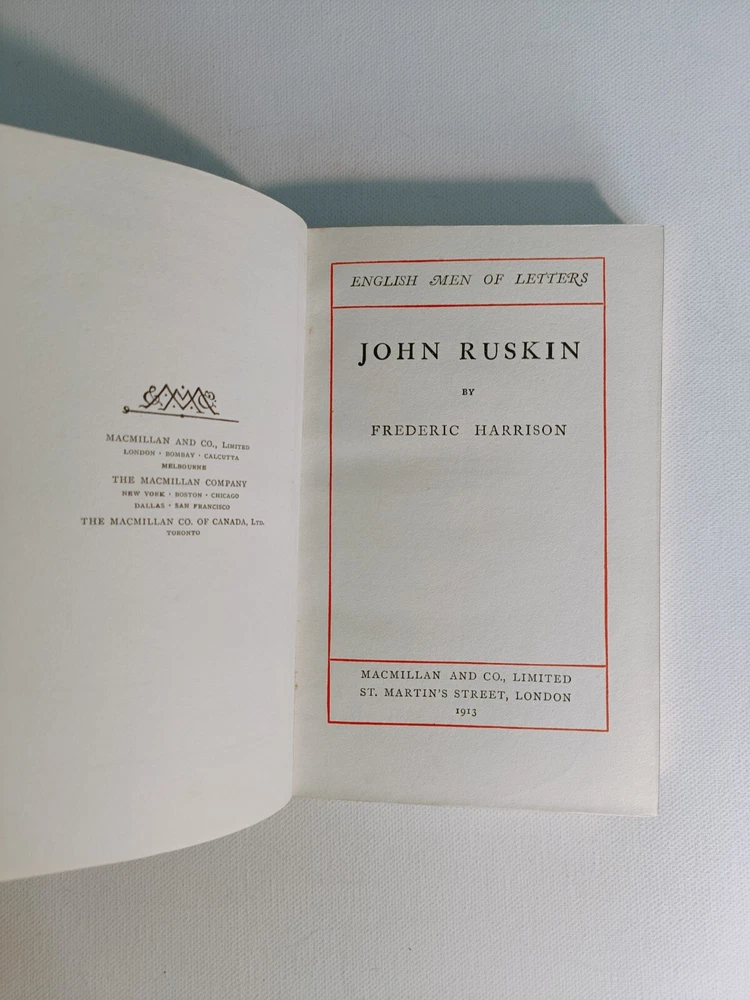 MACMILLAN AND CO., LIMITED
LONDON · BOMBAY · CALCUTTA
MELBOURNE
THE MACMILLAN COMPANY
NEW YORK · BOSTON · CHICAGO
DALLAS · SAN FRANCISCO
THE MACMILLAN CO. OF CANADA, LTD.
TORONTO
ENGLISH MEN OF LETTERS
JOHN RUSKIN
BY
FREDERIC HARRISON
MACMILLAN AND CO., LIMITED
ST. MARTIN'S STREET, LONDON
1913